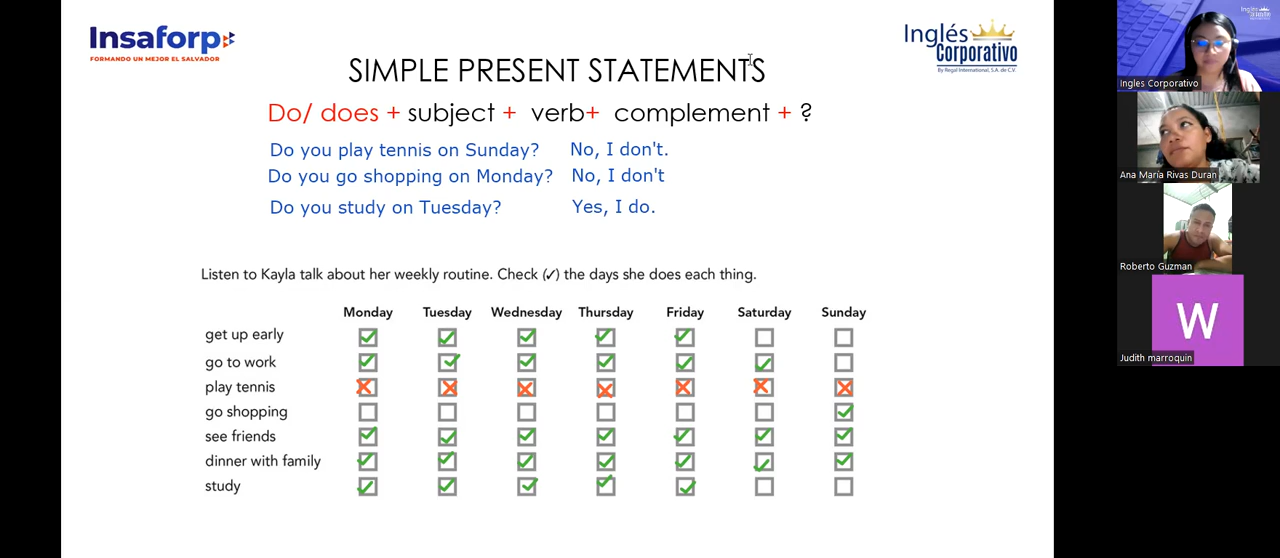 Insaforp
FORMANDO UN MEJOR EL SALVADOR
Inglés
Corporativo
By Regal International, S.A. de C.V.
SIMPLE PRESENT STATEMENTS
Do/ does + subject + verb+ complement + ?
Do you play tennis on Sunday? No, I don't.
Do you go shopping on Monday? No, I don't
Do you study on Tuesday? Yes, I do.
Listen to Kayla talk about her weekly routine. Check (✓) the days she does each thing.
Monday Tuesday Wednesday Thursday Friday Saturday Sunday
get up early
go to work
play tennis
go shopping
see friends
dinner with family
study
Ingles Corporativo
Ana María Rivas Duran
Roberto Guzman
W
Judith marroquin